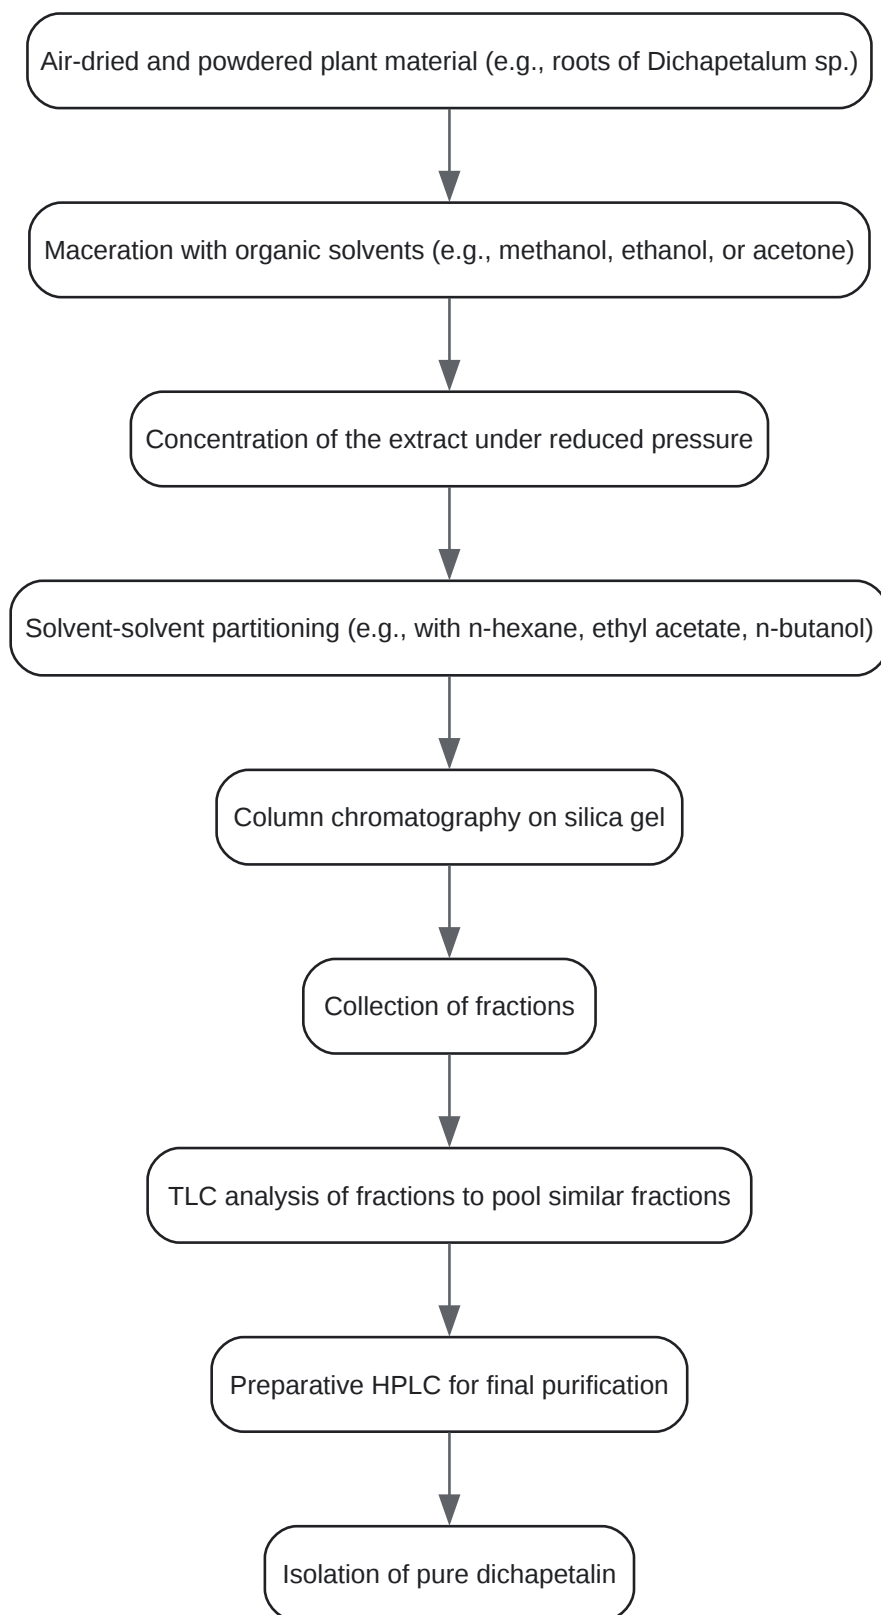 Air-dried and powdered plant material (e.g., roots of Dichapetalum sp.)
Maceration with organic solvents (e.g., methanol, ethanol, or acetone)
Concentration of the extract under reduced pressure
Solvent-solvent partitioning (e.g., with n-hexane, ethyl acetate, n-butanol)
Column chromatography on silica gel
Collection of fractions
TLC analysis of fractions to pool similar fractions
Preparative HPLC for final purification
Isolation of pure dichapetalin